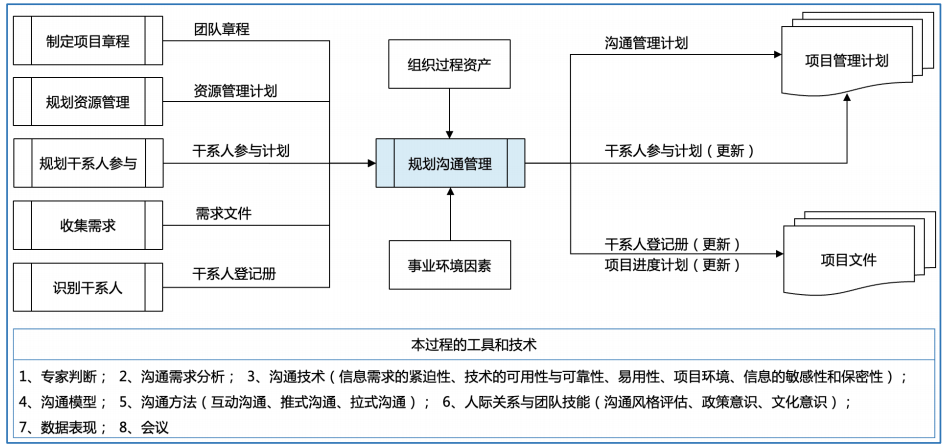 制定项目章程
团队章程
规划资源管理
资源管理计划
规划干系人参与
干系人参与计划
收集需求
需求文件
识别干系人
干系人登记册
组织过程资产
规划沟通管理
事业环境因素
沟通管理计划
项目管理计划
干系人参与计划（更新）
干系人登记册（更新）
项目进度计划（更新）
项目文件
本过程的工具和技术
1、专家判断； 2、沟通需求分析； 3、沟通技术（信息需求的紧迫性、技术的可用性与可靠性、易用性、项目环境、信息的敏感性和保密性）；
4、沟通模型； 5、沟通方法（互动沟通、推式沟通、拉式沟通）； 6、人际关系与团队技能（沟通风格评估、政策意识、文化意识）；
7、数据表现； 8、会议